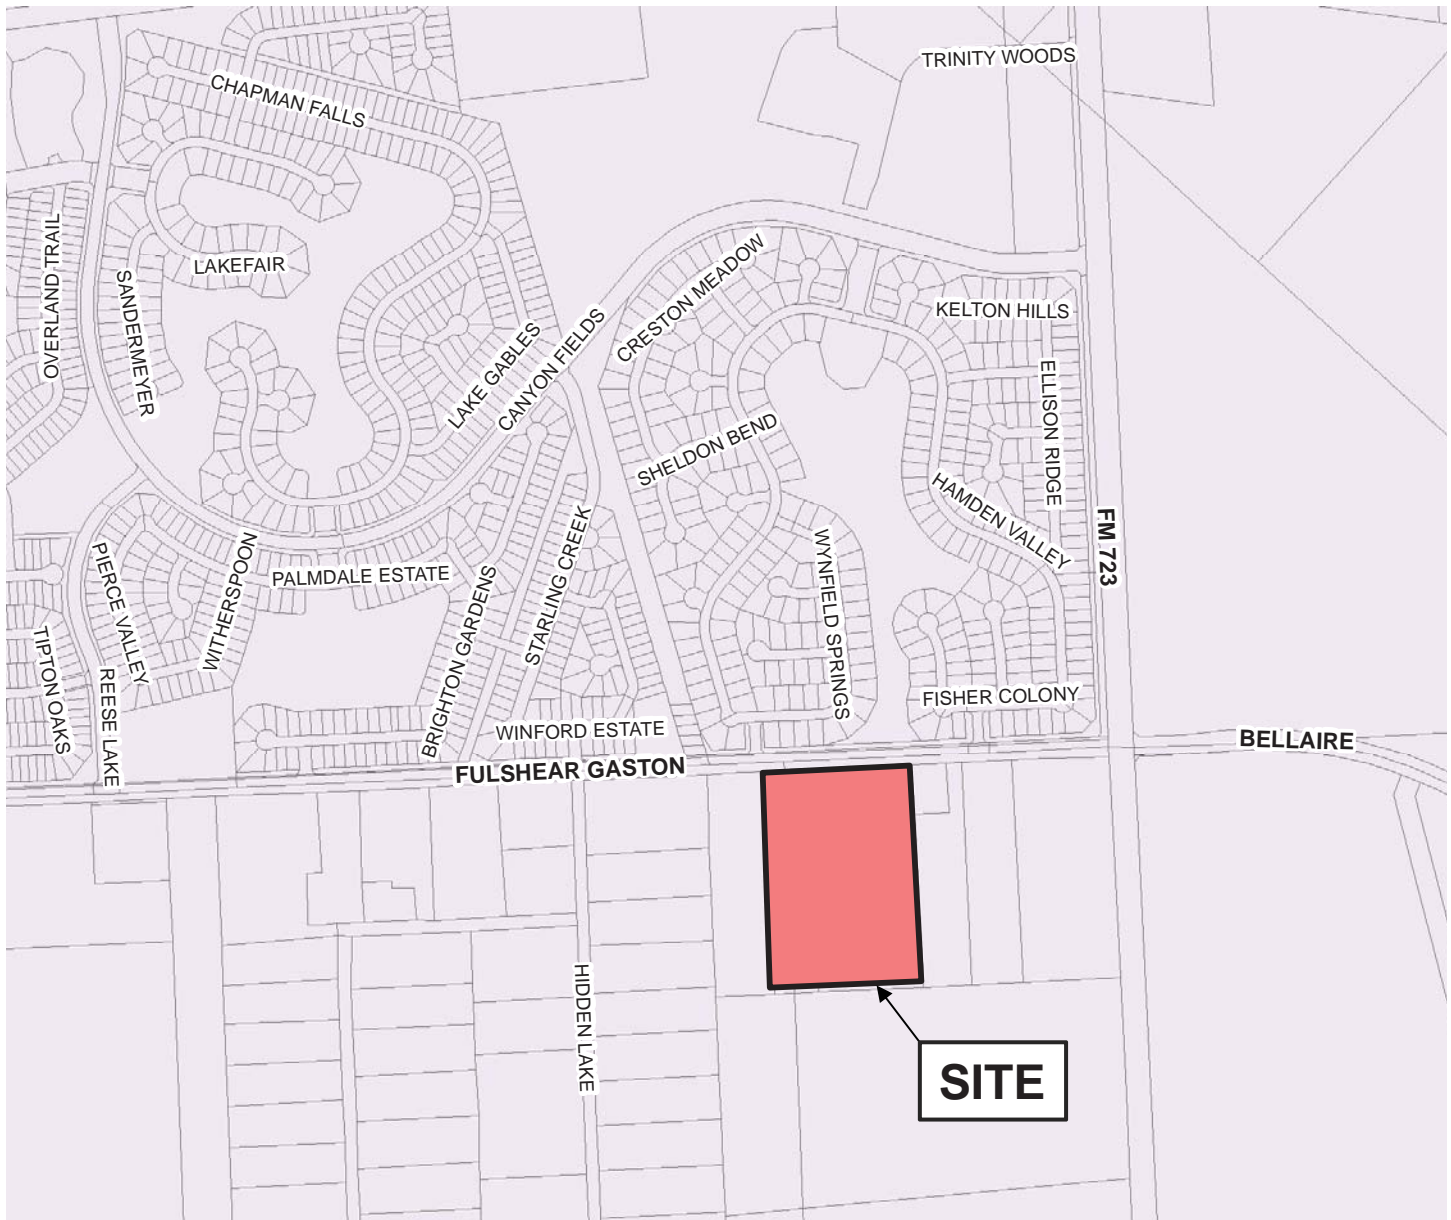 TRINITY WOODS
CHAPMAN FALLS
OVERLAND TRAIL
LAKEFAIR
SANDERMEYER
CRESTON MEADOW
KELTON HILLS
LAKE GABLES
CANYON FIELDS
ELLISON RIDGE
SHELDON BEND
HAMDEN VALLEY
FM 723
PIERCE VALLEY
WITHERSPOON
PALMDALE ESTATE
STARLING CREEK
WYNFIELD SPRINGS
BRIGHTON GARDENS
TIPTON OAKS
REESE LAKE
FISHER COLONY
WINFORD ESTATE
BELLAIRE
FULSHEAR GASTON
HIDDEN LAKE
SITE